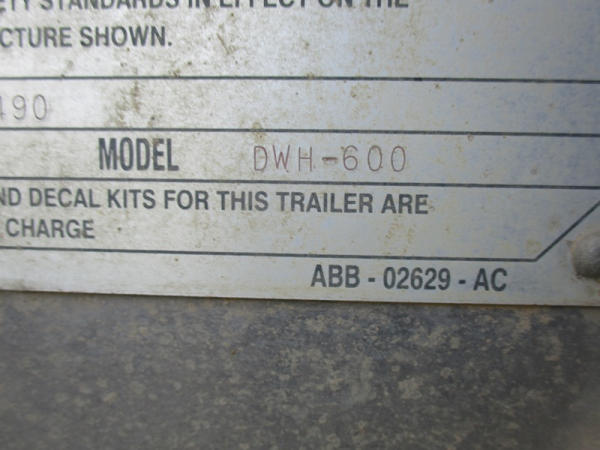 ETY STANDARDS IN EFFECT ON THE
CTURE SHOWN.
490
MODEL DWH-600
ND DECAL KITS FOR THIS TRAILER ARE
CHARGE
ABB - 02629 - AC